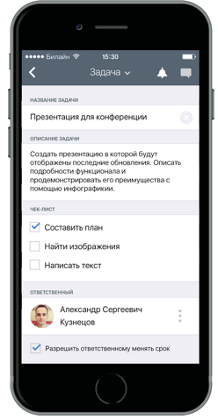 Билайн 15:30
Задача
НАЗВАНИЕ ЗАДАЧИ
Презентация для конференции
ОПИСАНИЕ ЗАДАЧИ
Создать презентацию в которой будут
отображены последние обновления. Описать
подробности функционала и
продемонстрировать его преимущества с
помощью инфографики.
ЧЕК-ЛИСТ
Составить план
Найти изображения
Написать текст
ОТВЕТСТВЕННЫЙ
Александр Сергеевич
Кузнецов
Разрешить ответственному менять срок